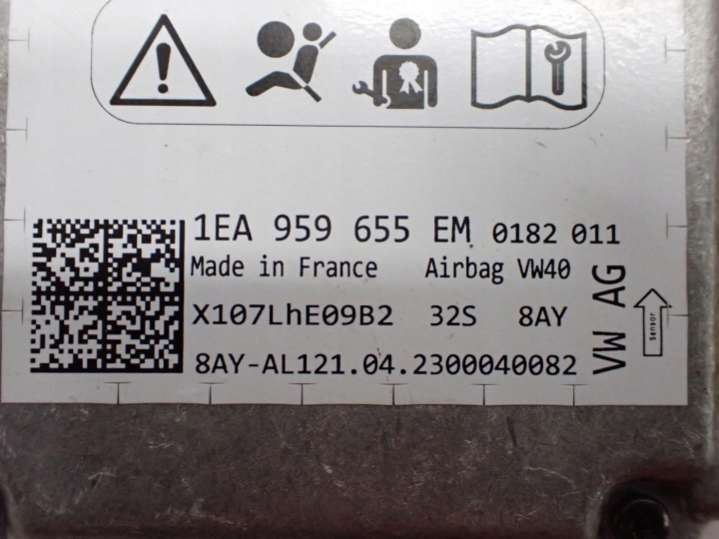 1EA 959 655 EM 0182 011
Made in France Airbag VW40
X107LhE09B2 32S 8AY
8AY-AL121.04.2300040082
VW AG
Sensor